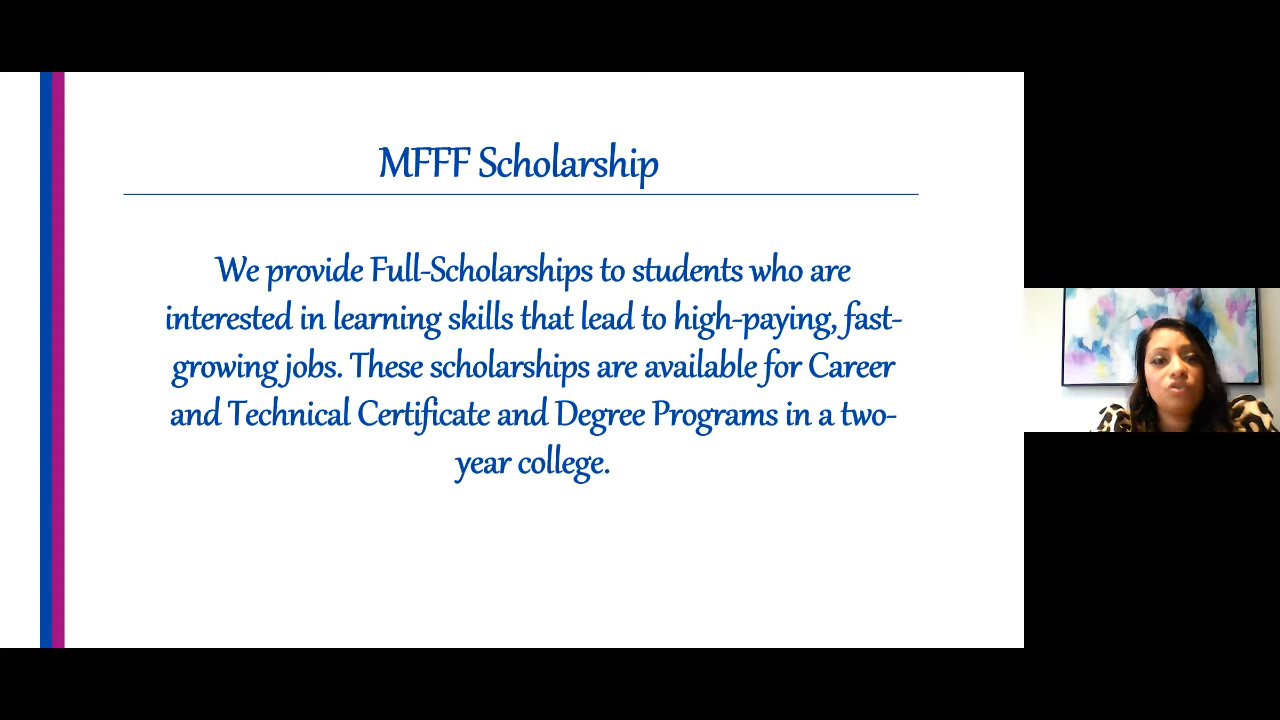 MFFF Scholarship
We provide Full-Scholarships to students who are
interested in learning skills that lead to high-paying, fast-
growing jobs. These scholarships are available for Career
and Technical Certificate and Degree Programs in a two-
year college.